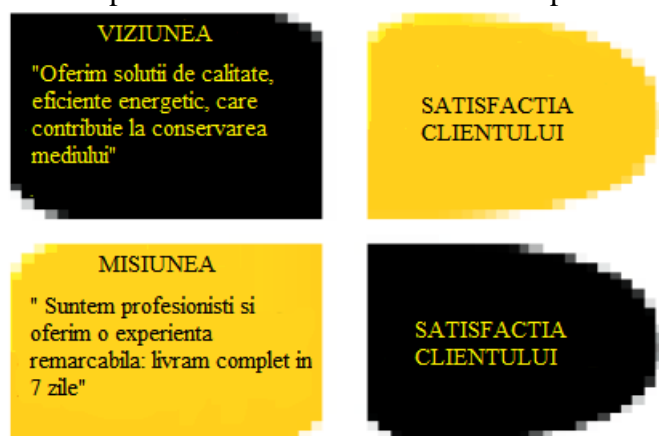 VIZIUNEA
"Oferim solutii de calitate,
eficiente energetic, care
contribuie la conservarea
mediului"
SATISFACTIA
CLIENTULUI
MISIUNEA
" Suntem profesionisti si
oferim o experienta
remarcabila: livram complet in
7 zile"
SATISFACTIA
CLIENTULUI